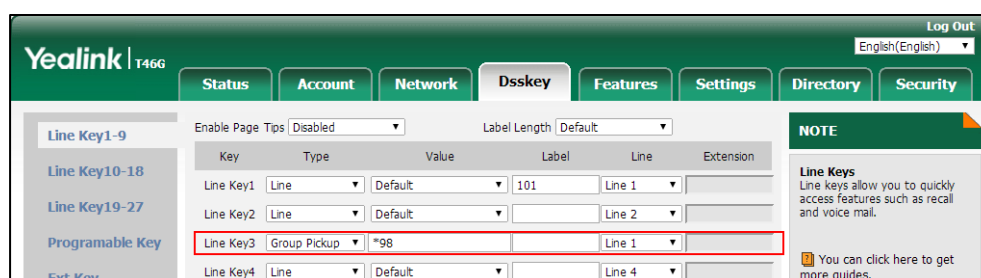 Log Out
Yealink | T46G
English(English)
Status Account Network Dsskey Features Settings Directory Security
Line Key1-9
Enable Page Tips Disabled Label Length Default
NOTE
Key Type Value Label Line Extension
Line Key10-18
Line Keys
Line Key1 Line Default 101 Line 1
Line keys allow you to quickly
access features such as recall
and voice mail.
Line Key19-27
Line Key2 Line Default Line 2
Programable Key
Line Key3 Group Pickup *98 Line 1
? You can click here to get
more guides.
Ext Key
Line Key4 Line Default Line 4